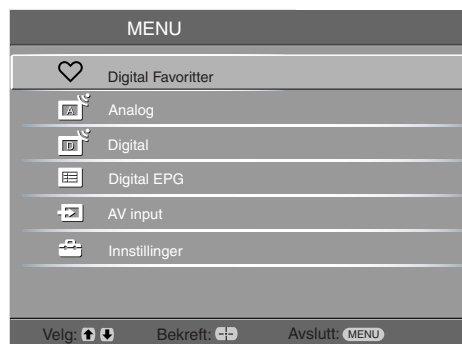 MENU
Digital Favoritter
A Analog
D Digital
Digital EPG
AV input
Innstillinger
Velg: Bekreft: Avslutt: MENU